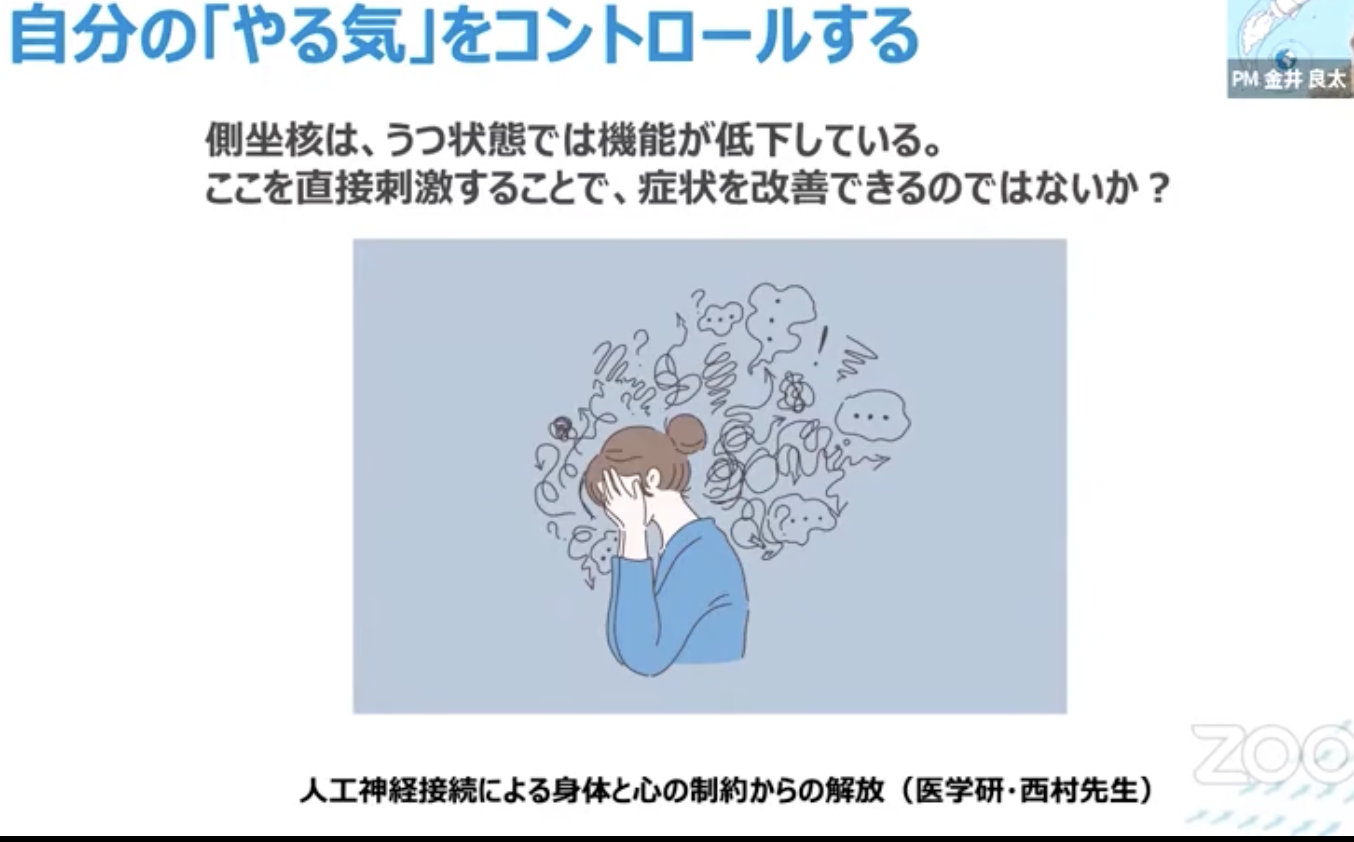 自分の「やる気」をコントロールする
PM 金井 良太
側坐核は、うつ状態では機能が低下している。
ここを直接刺激することで、症状を改善できるのではないか？
人工神経接続による身体と心の制約からの解放（医学研・西村先生）
ZOO